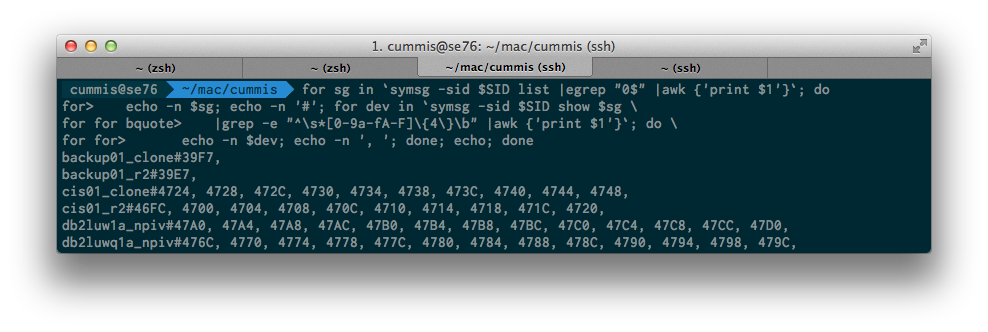 1. cummis@se76: ~/mac/cummis (ssh)
~ (zsh) ~ (zsh) ~/mac/cummis (ssh) ~ (ssh)
cummis@se76 ~/mac/cummis for sg in `symsg -sid $SID list |egrep "0$" |awk {'print $1'}`; do
for> echo -n $sg; echo -n '#'; for dev in `symsg -sid $SID show $sg \
for for bquote> |grep -e "^\s*[0-9a-fA-F]\{4\}\b" |awk {'print $1'}`; do \
for for> echo -n $dev; echo -n ', '; done; echo; done
backup01_clone#39F7,
backup01_r2#39E7,
cis01_clone#4724, 4728, 472C, 4730, 4734, 4738, 473C, 4740, 4744, 4748,
cis01_r2#46FC, 4700, 4704, 4708, 470C, 4710, 4714, 4718, 471C, 4720,
db2luw1a_npiv#47A0, 47A4, 47A8, 47AC, 47B0, 47B4, 47B8, 47BC, 47C0, 47C4, 47C8, 47CC, 47D0,
db2luwq1a_npiv#476C, 4770, 4774, 4778, 477C, 4780, 4784, 4788, 478C, 4790, 4794, 4798, 479C,